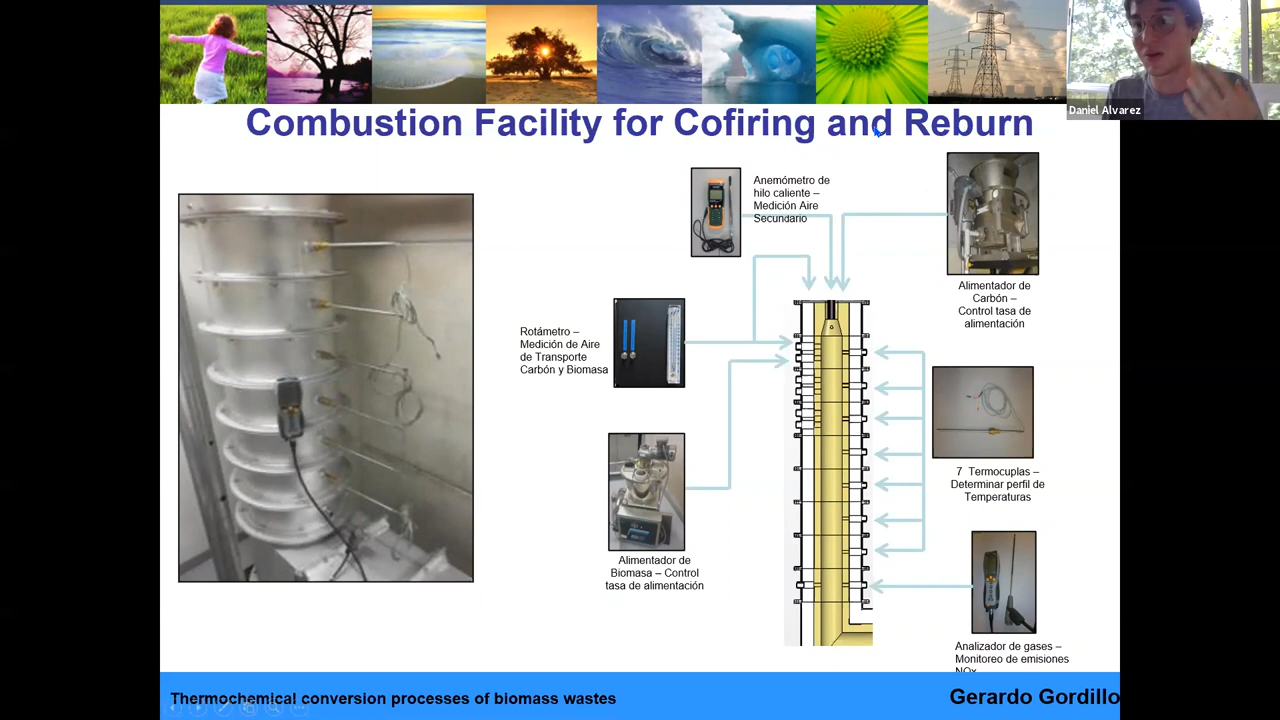 Daniel Alvarez
Combustion Facility for Cofiring and Reburn
Anemómetro de
hilo caliente –
Medición Aire
Secundario
Alimentador de
Carbón –
Control tasa de
alimentación
Rotámetro –
Medición de Aire
de Transporte
Carbón y Biomasa
7 Termocuplas –
Determinar perfil de
Temperaturas
Alimentador de
Biomasa – Control
tasa de alimentación
Analizador de gases –
Monitoreo de emisiones
NOx
Thermochemical conversion processes of biomass wastes
Gerardo Gordillo